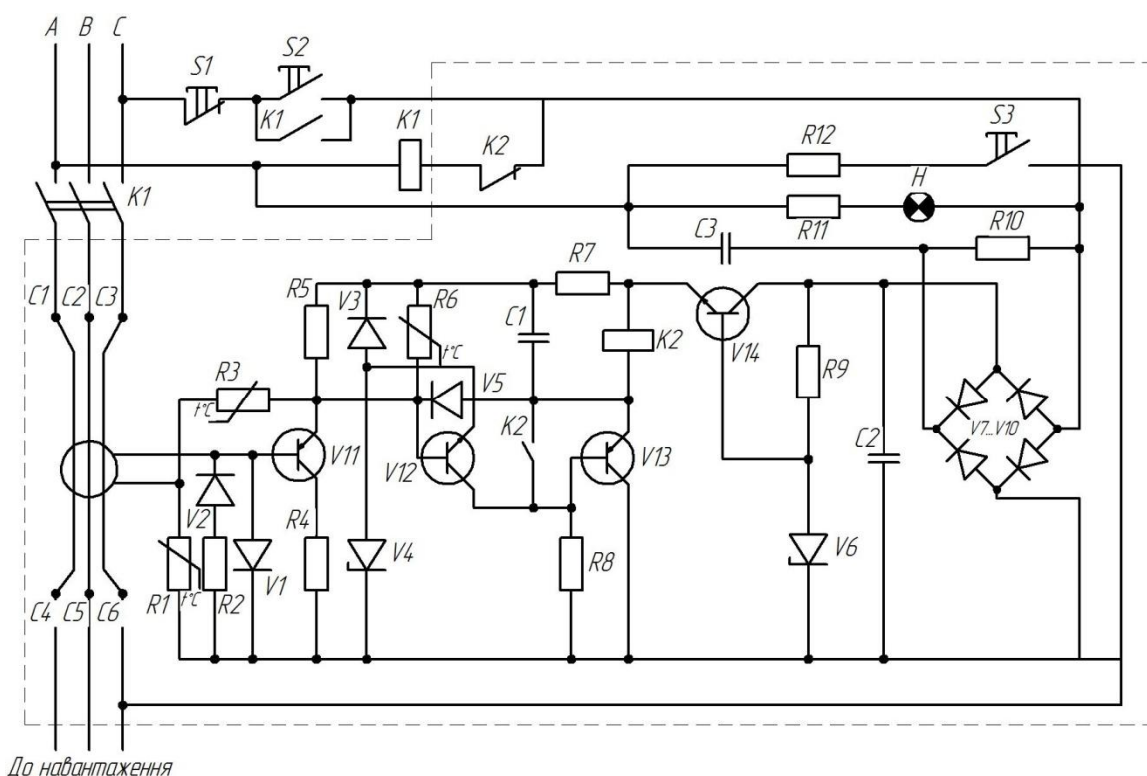 A B C
S1
S2
K1
K1
K2
S3
R12
H
R11
K1
C3
R10
R7
C1 C2 C3
R5
V3
R6
t°C
C1
K2
V14
R9
R3
t°C
V5
V7...V10
K2
V11
V12
V13
C2
V2
R4
V4
V6
R8
R1
t°C
R2
V1
C4 C5 C6
До навантаження